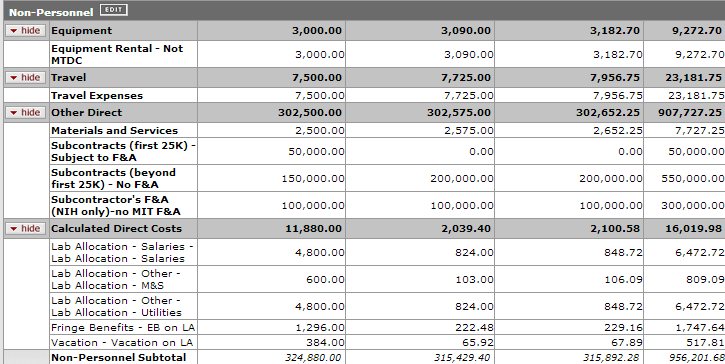 Non-Personnel EDIT
hide Equipment 3,000.00 3,090.00 3,182.70 9,272.70
Equipment Rental - Not
MTDC 3,000.00 3,090.00 3,182.70 9,272.70
hide Travel 7,500.00 7,725.00 7,956.75 23,181.75
Travel Expenses 7,500.00 7,725.00 7,956.75 23,181.75
hide Other Direct 302,500.00 302,575.00 302,652.25 907,727.25
Materials and Services 2,500.00 2,575.00 2,652.25 7,727.25
Subcontracts (first 25K) -
Subject to F&A 50,000.00 0.00 0.00 50,000.00
Subcontracts (beyond
first 25K) - No F&A 150,000.00 200,000.00 200,000.00 550,000.00
Subcontractor's F&A
(NIH only)-no MIT F&A 100,000.00 100,000.00 100,000.00 300,000.00
hide Calculated Direct Costs 11,880.00 2,039.40 2,100.58 16,019.98
Lab Allocation - Salaries -
Lab Allocation - Salaries 4,800.00 824.00 848.72 6,472.72
Lab Allocation - Other -
Lab Allocation - M&S 600.00 103.00 106.09 809.09
Lab Allocation - Other -
Lab Allocation - Utilities 4,800.00 824.00 848.72 6,472.72
Fringe Benefits - EB on LA 1,296.00 222.48 229.16 1,747.64
Vacation - Vacation on LA 384.00 65.92 67.89 517.81
Non-Personnel Subtotal 324,880.00 315,429.40 315,892.28 956,201.68